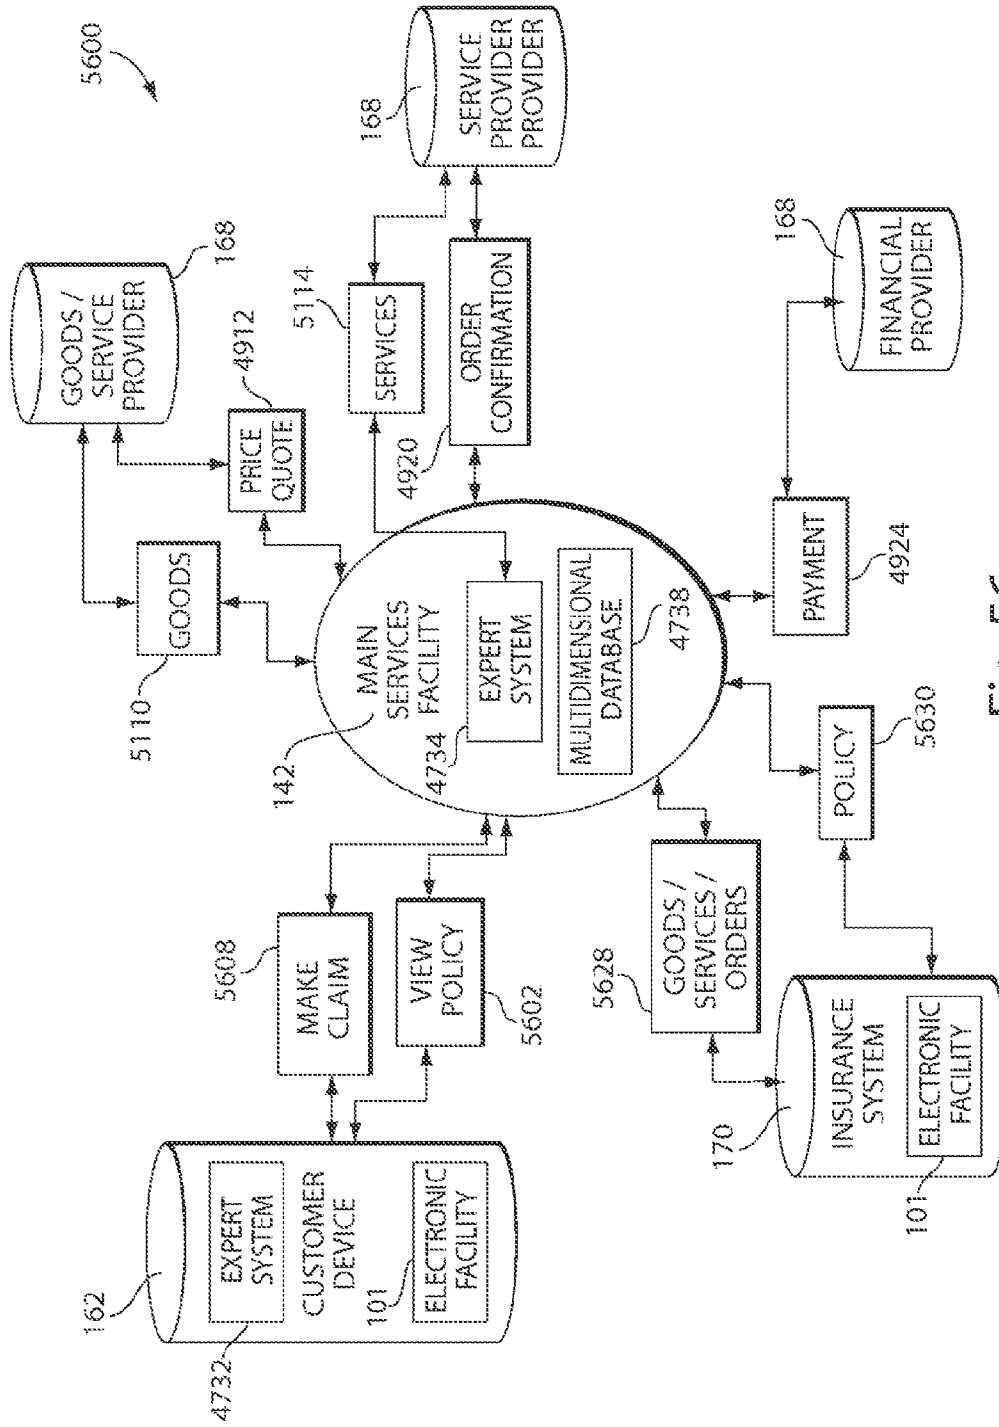 5600
162
4732
EXPERT
SYSTEM
CUSTOMER
DEVICE
101
ELECTRONIC
FACILITY
5608
MAKE
CLAIM
VIEW
POLICY
5602
5110
GOODS
GOODS /
SERVICE
PROVIDER
168
PRICE
QUOTE
4912
142
MAIN
SERVICES
FACILITY
4734
EXPERT
SYSTEM
MULTIDIMENSIONAL
DATABASE
4738
5114
SERVICES
4920
ORDER
CONFIRMATION
168
SERVICE
PROVIDER
PROVIDER
5628
GOODS /
SERVICES /
ORDERS
170
INSURANCE
SYSTEM
101
ELECTRONIC
FACILITY
POLICY
5630
PAYMENT
4924
168
FINANCIAL
PROVIDER